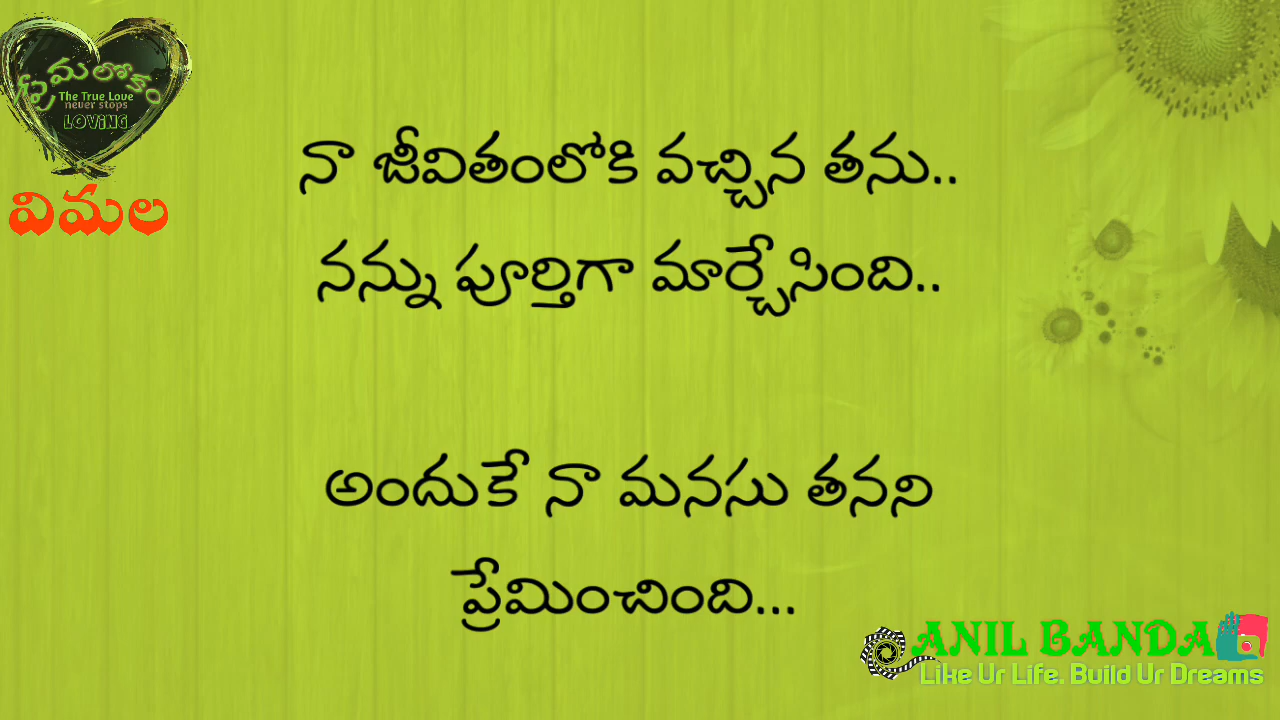 ప్రేమలోకం
The True Love
never stops
LOVING
విమల
నా జీవితంలోకి వచ్చిన తను..
నన్ను పూర్తిగా మార్చేసింది..
అందుకే నా మనసు తనని
ప్రేమించింది...
ANIL BANDA
Like Ur Life. Build Ur Dreams